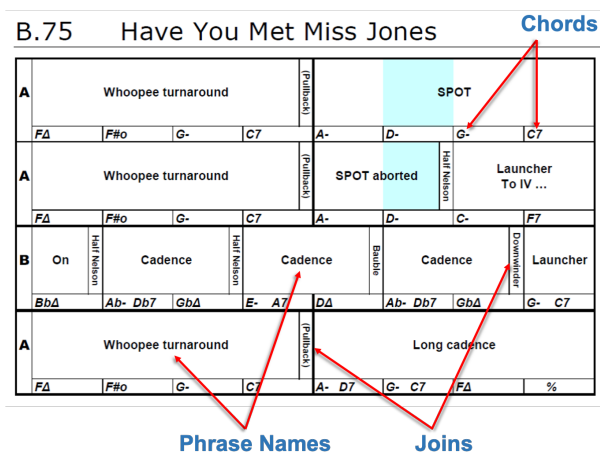 B.75 Have You Met Miss Jones
Chords
A Whoopee turnaround (Pullback) SPOT
FΔ F#o G- C7 A- D- G- C7
A Whoopee turnaround (Pullback) SPOT aborted Half Nelson Launcher
To IV ...
FΔ F#o G- C7 A- D- C- F7
B On Half Nelson Cadence Half Nelson Cadence Bauble Cadence Downwinder Launcher
BbΔ Ab- Db7 GbΔ E- A7 DΔ Ab- Db7 GbΔ G- C7
A Whoopee turnaround (Pullback) Long cadence
FΔ F#o G- C7 A- D7 G- C7 FΔ %
Phrase Names Joins